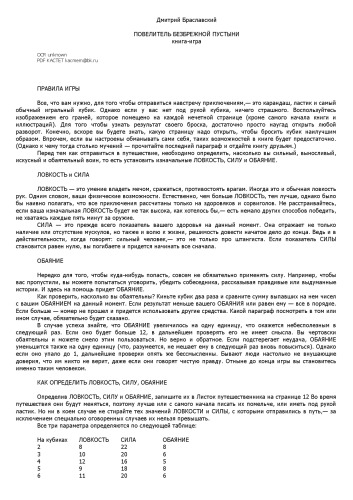 Дмитрий Браславский
ПОВЕЛИТЕЛЬ БЕЗБРЕЖНОЙ ПУСТЫНИ
книга-игра
OCR unknown
PDF КАСТЕТ kacreem@bk.ru
ПРАВИЛА ИГРЫ
Все, что вам нужно, для того чтобы отправиться навстречу приключениям,— это карандаш, ластик и самый
обычный игральный кубик. Однако если у вас нет под рукой кубика, ничего страшного. Воспользуйтесь
изображением его граней, которое помещено на каждой нечетной странице (кроме самого начала книги и
иллюстраций). Для того чтобы узнать результат своего броска, достаточно просто наугад открыть любой
разворот. Конечно, вскоре вы будете знать, какую страницу надо открыть, чтобы бросить кубик наилучшим
образом. Впрочем, если вы настроены обманывать сами себя, таких возможностей в книге будет предостаточно.
(Однако к чему тогда столько мучений — прочитайте последний параграф и отдайте книгу друзьям.)
Перед тем как отправиться в путешествие, необходимо определить, насколько вы сильный, выносливый,
искусный и обаятельный воин, то есть установить изначальные ЛОВКОСТЬ, СИЛУ и ОБАЯНИЕ.
ЛОВКОСТЬ и СИЛА
ЛОВКОСТЬ — это умение владеть мечом, сражаться, противостоять врагам. Иногда это и обычная ловкость
рук. Одним словом, ваши физические возможности. Естественно, чем больше ЛОВКОСТЬ, тем лучше, однако было
бы наивно полагать, что все приключения рассчитаны только на здоровяков и сорвиголов. Не расстраивайтесь,
если ваша изначальная ЛОВКОСТЬ будет не так высока, как хотелось бы,— есть немало других способов победить,
не хватаясь каждые пять минут за оружие.
СИЛА — это прежде всего показатель вашего здоровья на данный момент. Она отражает не только
наличие или отсутствие мускулов, но также и волю к жизни, решимость довести начатое дело до конца. Ведь и в
действительности, когда говорят: сильный человек,— это не только про штангиста. Если показатель СИЛЫ
становится равен нулю, вы погибаете и придется начинать все сначала.
ОБАЯНИЕ
Нередко для того, чтобы куда-нибудь попасть, совсем не обязательно применять силу. Например, чтобы
вас пропустили, вы можете попытаться уговорить, убедить собеседника, рассказывая правдивые или выдуманные
истории. И здесь на помощь придет ОБАЯНИЕ.
Как проверить, насколько вы обаятельны? Киньте кубик два раза и сравните сумму выпавших на нем чисел
с вашим ОБАЯНИЕМ на данный момент. Если результат меньше вашего ОБАЯНИЯ или равен ему — все в порядке.
Если больше — номер не прошел и придется использовать другие средства. Какой параграф посмотреть в том или
ином случае, обязательно будет сказано.
В случае успеха знайте, что ОБАЯНИЕ увеличилось на одну единицу, что окажется небесполезным в
следующий раз. Если оно будет больше 12, в дальнейшем проверять его не имеет смысла. Вы чертовски
обаятельны и можете смело этим пользоваться. Но верно и обратное. Если подстерегает неудача, ОБАЯНИЕ
уменьшится также на одну единицу (что, разумеется, не мешает ему в следующий раз вновь повыситься). Однако
если оно упало до 1, дальнейшие проверки опять же бессмысленны. Бывают люди настолько не внушающие
доверия, что им никто не верит, даже если они говорят чистую правду. Отныне до конца игры вы становитесь
именно таким человеком.
КАК ОПРЕДЕЛИТЬ ЛОВКОСТЬ, СИЛУ, ОБАЯНИЕ
Определив ЛОВКОСТЬ, СИЛУ и ОБАЯНИЕ, запишите их в Листок путешественника на странице 12 Во время
путешествия они будут меняться, поэтому лучше или с самого начала писать их помельче, или иметь под рукой
ластик. Но ни в коем случае не стирайте тех значений ЛОВКОСТИ и СИЛЫ, с которыми отправились в путь,— за
исключением специально оговоренных случаев их нельзя превышать.
Все три параметра определяются по следующей таблице:
На кубиках ЛОВКОСТЬ СИЛА ОБАЯНИЕ
2 8 22 8
3 10 20 6
4 12 16 5
5 9 18 8
6 11 20 6